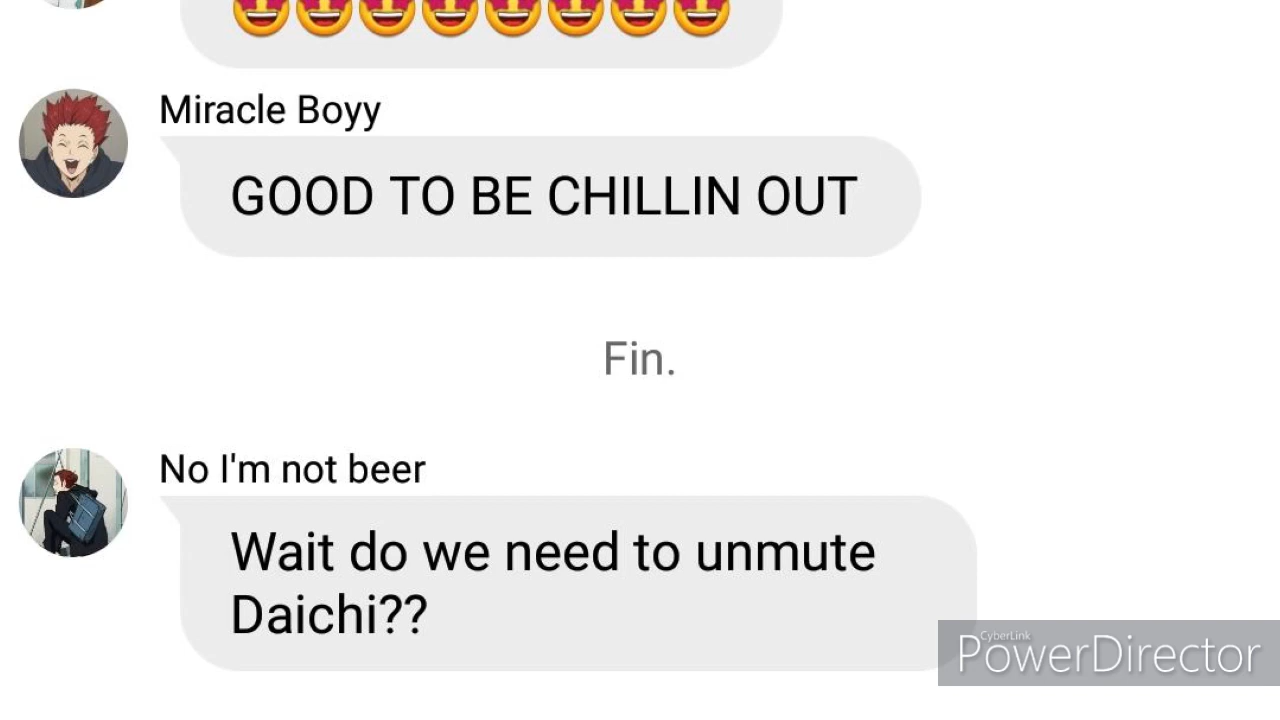 🤩🤩🤩🤩🤩🤩🤩🤩
Miracle Boyy
GOOD TO BE CHILLIN OUT
Fin.
No I'm not beer
Wait do we need to unmute
Daichi??
CyberLink
PowerDirector